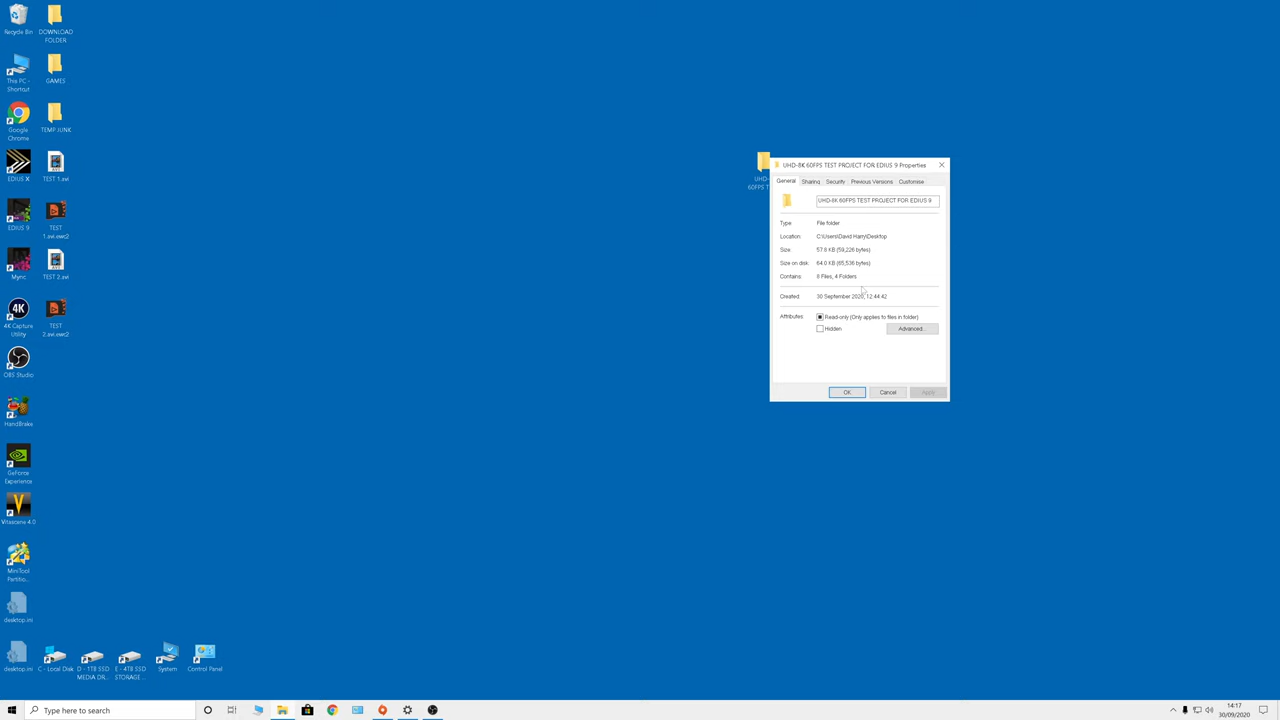 Recycle Bin
DOWNLOAD
FOLDER
This PC -
Shortcut
GAMES
Google
Chrome
TEMP JUNK
EDIUS X
TEST 1.avi
EDIUS 9
TEST
1.avi.ewc2
Mync
TEST 2.avi
4K
4K Capture
Utility
TEST
2.avi.ewc2
OBS Studio
HandBrake
GeForce
Experience
V
Vitascene 4.0
MiniTool
Partitio...
desktop.ini
desktop.ini
C - Local Disk
D - 1TB SSD
MEDIA DR...
E - 4TB SSD
STORAGE ...
System
Control Panel
UHD-
60FPS T
UHD-8K 60FPS TEST PROJECT FOR EDIUS 9 Properties
General
Sharing
Security
Previous Versions
Customise
UHD-8K 60FPS TEST PROJECT FOR EDIUS 9
Type: File folder
Location: C:\Users\David Harry\Desktop
Size: 57.8 KB (59,226 bytes)
Size on disk: 64.0 KB (65,536 bytes)
Contains: 8 Files, 4 Folders
Created: 30 September 2020, 12:44:42
Attributes: Read-only (Only applies to files in folder)
Hidden
Advanced...
OK
Cancel
Apply
Type here to search
14:17
30/09/2020